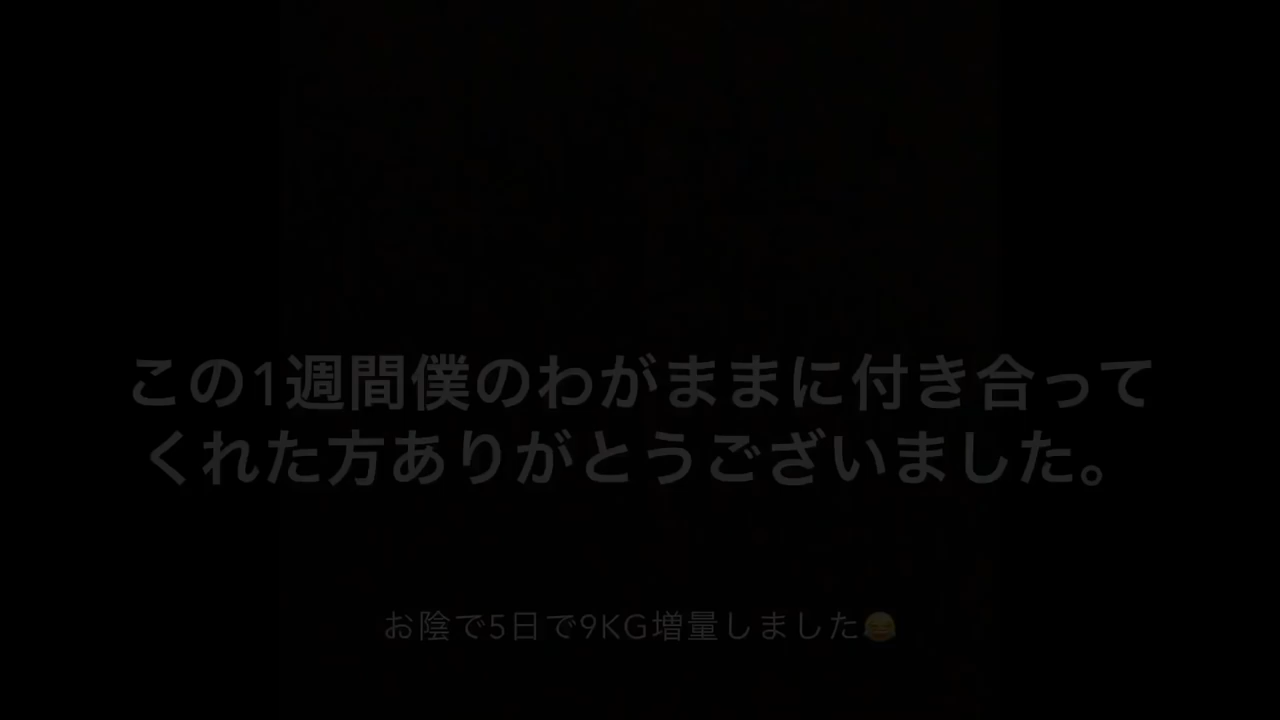 この1週間僕のわがままに付き合って
くれた方ありがとうございました。
お陰で5日で9KG増量しました😂